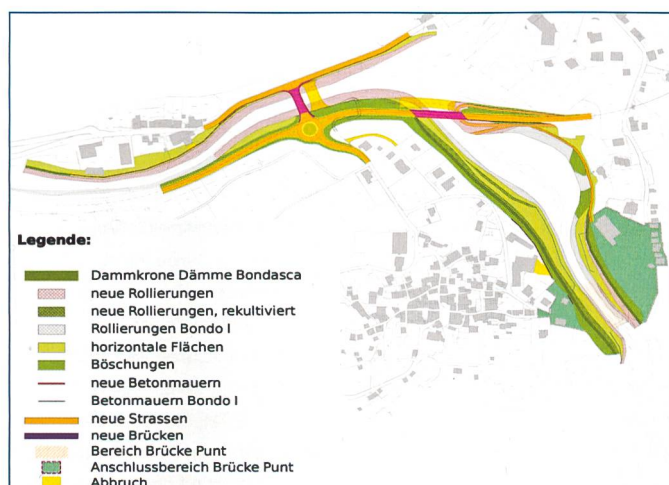 Legende:
Dammkrone Dämme Bondasca
neue Rollierungen
neue Rollierungen, rekultiviert
Rollierungen Bondo I
horizontale Flächen
Böschungen
neue Betonmauern
Betonmauern Bondo I
neue Strassen
neue Brücken
Bereich Brücke Punt
Anschlussbereich Brücke Punt
Abbruch